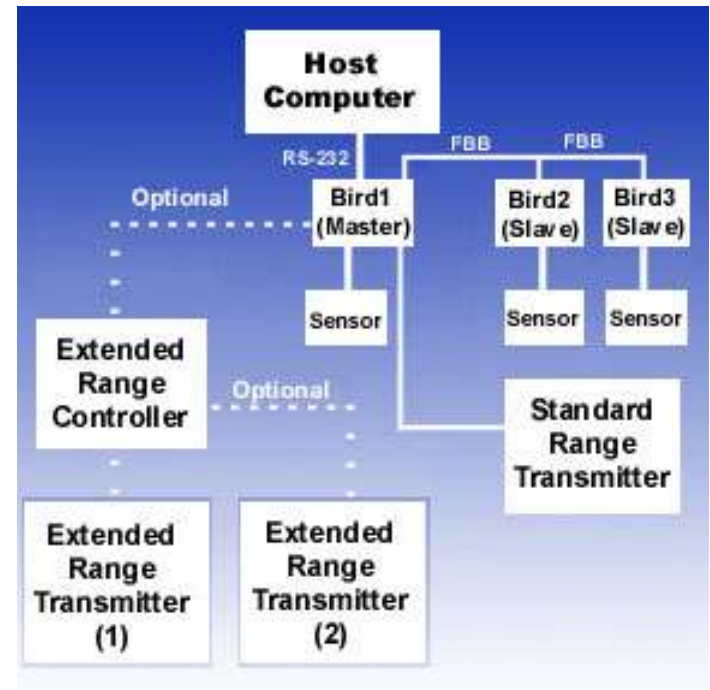 Host
Computer
RS-232
FBB
FBB
Optional
Bird1
(Master)
Bird2
(Slave)
Bird3
(Slave)
Sensor
Sensor
Sensor
Extended
Range
Controller
Optional
Standard
Range
Transmitter
Extended
Range
Transmitter
(1)
Extended
Range
Transmitter
(2)